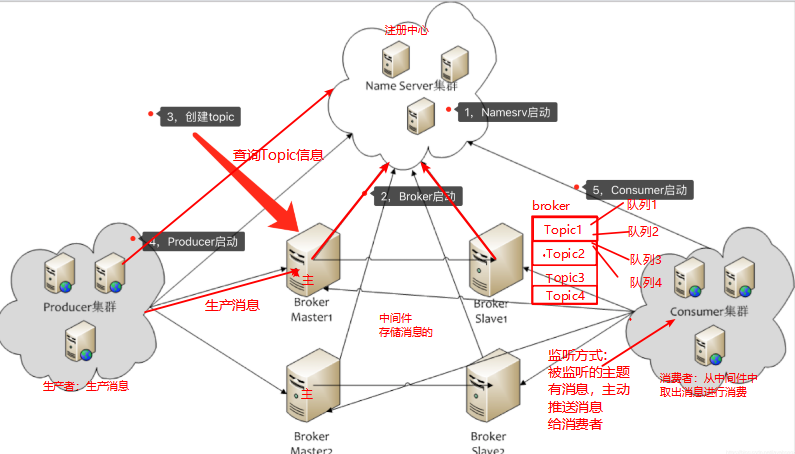 注册中心
Name Server集群
3，创建topic
1，Namesrv启动
查询Topic信息
2，Broker启动
5，Consumer启动
broker
队列1
Topic1
队列2
4，Producer启动
Topic2
队列3
主
Topic3
队列4
Producer集群
生产消息
Broker
Master1
Broker
Slave1
Topic4
Consumer集群
中间件
存储消息的
监听方式：
被监听的主题
有消息，主动
推送消息
给消费者
生产者：生产消息
消费者：从中间件中
取出消息进行消费
主
Broker
Master2
Broker
Slave2